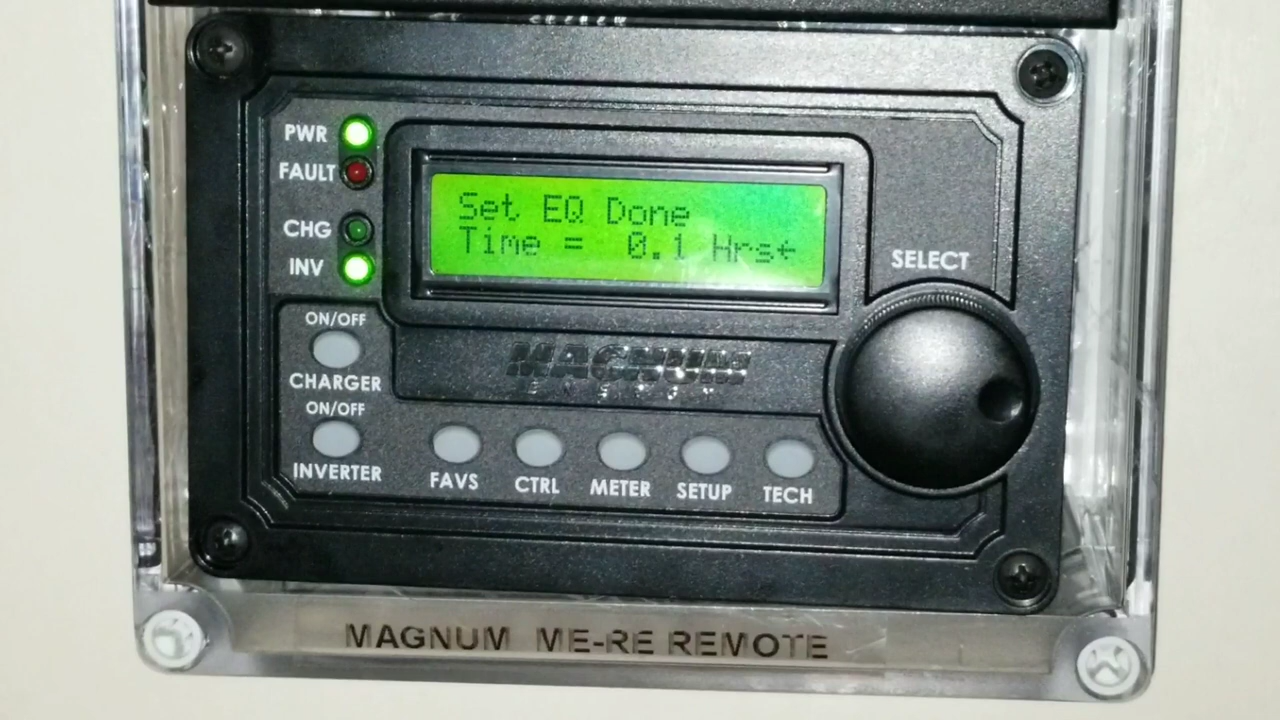 PWR
FAULT
CHG
INV
Set EQ Done
Time = 0.1 Hrs←
SELECT
ON/OFF
CHARGER
ON/OFF
INVERTER
MAGNUM
ENERGY
FAVS
CTRL
METER
SETUP
TECH
MAGNUM ME-RE REMOTE